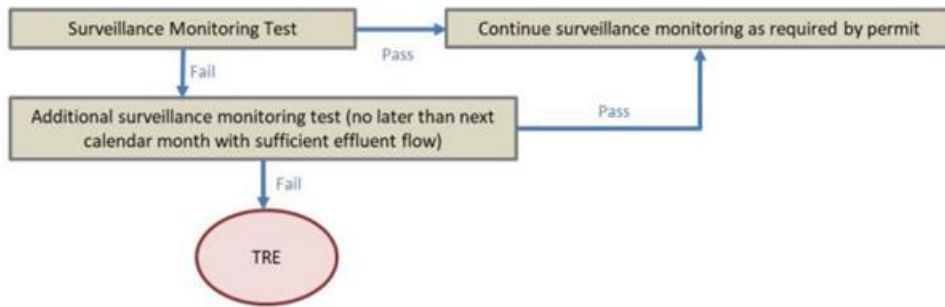 Surveillance Monitoring Test
Continue surveillance monitoring as required by permit
Pass
Fail
Additional surveillance monitoring test (no later than next
calendar month with sufficient effluent flow)
Pass
Fail
TRE